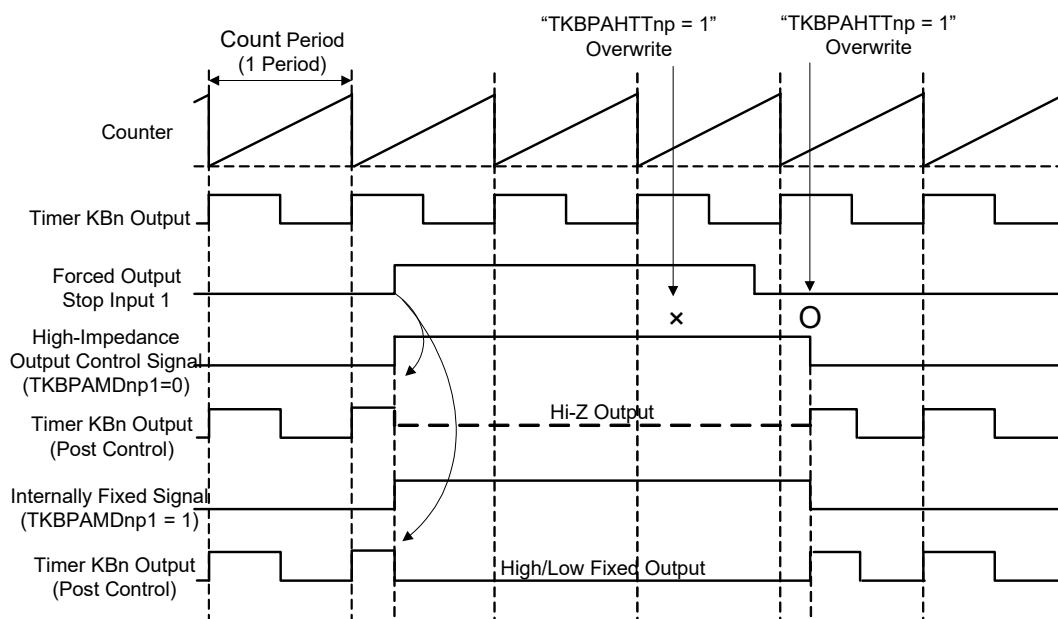 “TKBPAHTTnp = 1”
Overwrite
“TKBPAHTTnp = 1”
Overwrite
Count Period
(1 Period)
Counter
Timer KBn Output
Forced Output
Stop Input 1
×
O
High-Impedance
Output Control Signal
(TKBPAMDnp1=0)
Hi-Z Output
Timer KBn Output
(Post Control)
Internally Fixed Signal
(TKBPAMDnp1 = 1)
Timer KBn Output
(Post Control)
High/Low Fixed Output